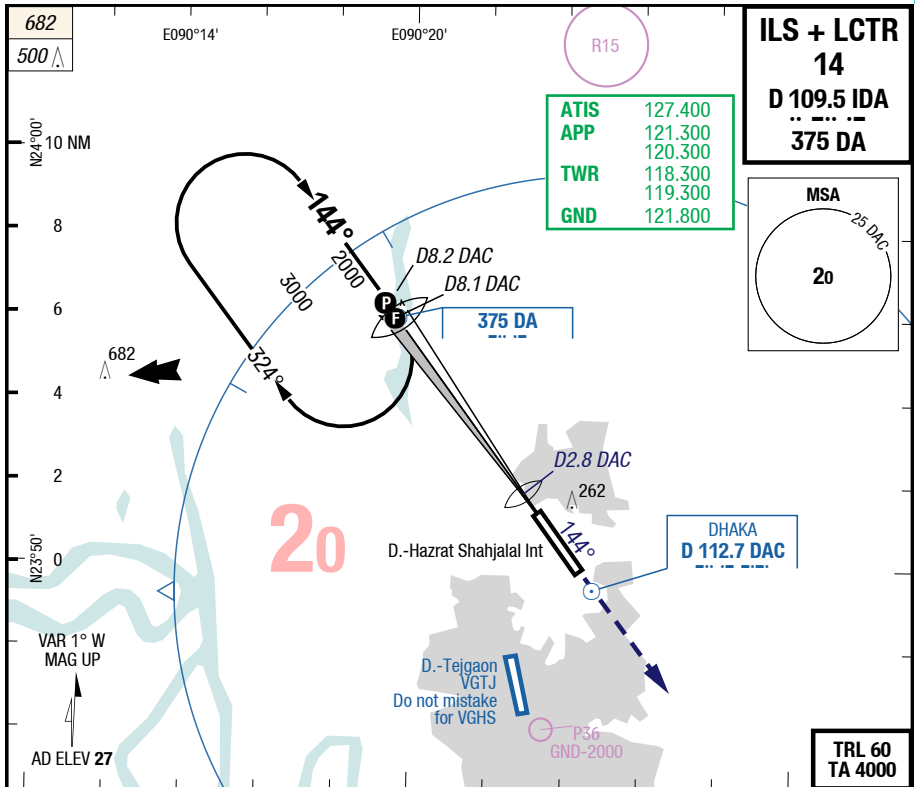 682
500
E090°14'
E090°20'
R15
ILS + LCTR
14
D 109.5 IDA
375 DA
ATIS 127.400
APP 121.300
120.300
TWR 118.300
119.300
GND 121.800
MSA
25 DAC
20
N24°00'
10 NM
8
6
4
2
0
N23°50'
144°
2000
3000
324°
D8.2 DAC
D8.1 DAC
P
F
375 DA
682
D2.8 DAC
262
144°
20
D.-Hazrat Shahjalal Int
DHAKA
D 112.7 DAC
VAR 1° W
MAG UP
AD ELEV 27
D.-Tejgaon
VGTJ
Do not mistake
for VGHS
P36
GND-2000
TRL 60
TA 4000